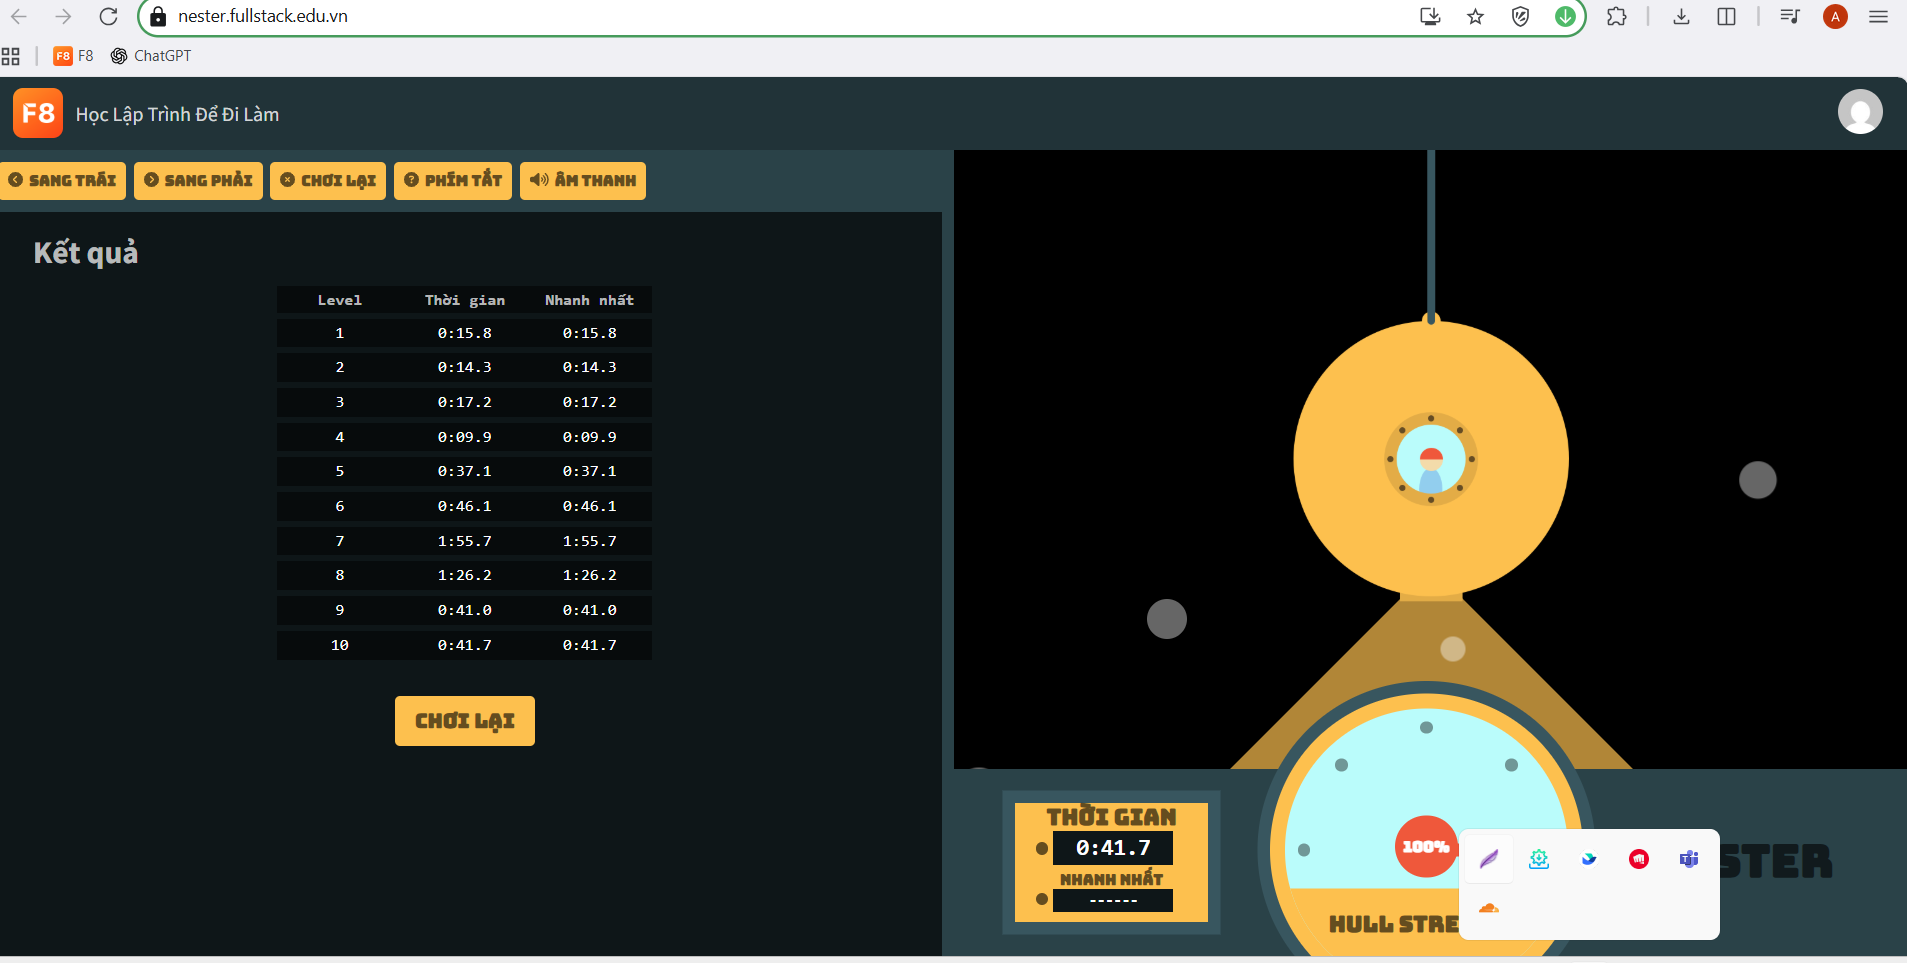 nester.fullstack.edu.vn
A
F8 F8 ChatGPT
F8 Học Lập Trình Để Đi Làm
SANG TRÁI SANG PHẢI CHƠI LẠI PHÍM TẮT ÂM THANH
Kết quả
Level Thời gian Nhanh nhất
1 0:15.8 0:15.8
2 0:14.3 0:14.3
3 0:17.2 0:17.2
4 0:09.9 0:09.9
5 0:37.1 0:37.1
6 0:46.1 0:46.1
7 1:55.7 1:55.7
8 1:26.2 1:26.2
9 0:41.0 0:41.0
10 0:41.7 0:41.7
CHƠI LẠI
THỜI GIAN
0:41.7
NHANH NHẤT
------
100%
HULL STRE
STER